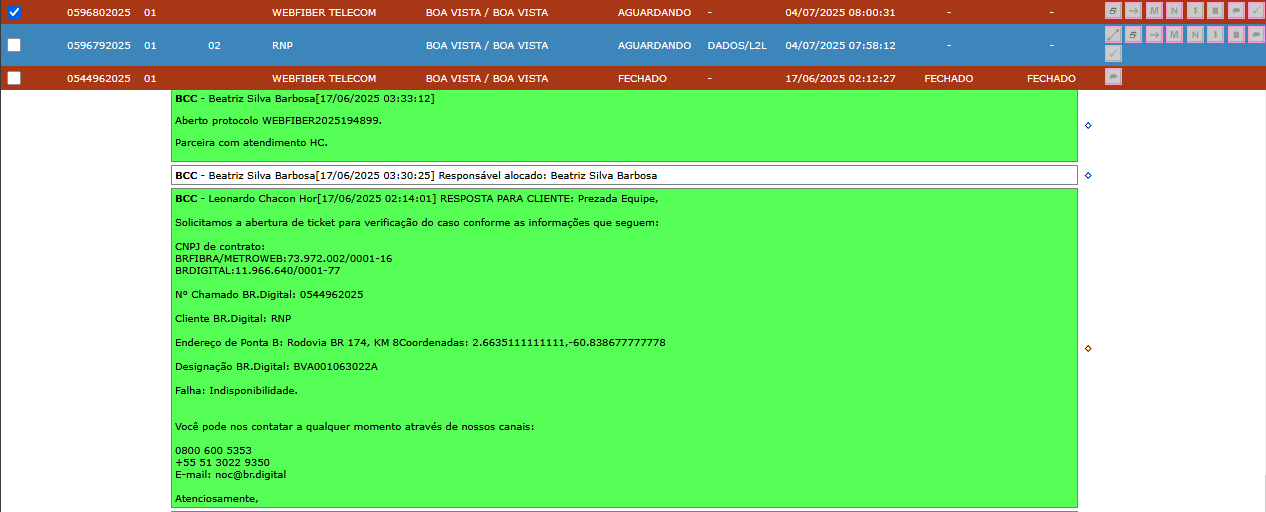 0596802025 01 WEBFIBER TELECOM BOA VISTA / BOA VISTA AGUARDANDO - 04/07/2025 08:00:31 - - M N $
0596792025 01 02 RNP BOA VISTA / BOA VISTA AGUARDANDO DADOS/L2L 04/07/2025 07:58:12 - - M N $
0544962025 01 WEBFIBER TELECOM BOA VISTA / BOA VISTA FECHADO - 17/06/2025 02:12:27 FECHADO FECHADO
BCC - Beatriz Silva Barbosa[17/06/2025 03:33:12]
Aberto protocolo WEBFIBER2025194899.
Parceira com atendimento HC.
BCC - Beatriz Silva Barbosa[17/06/2025 03:30:25] Responsável alocado: Beatriz Silva Barbosa
BCC - Leonardo Chacon Hor[17/06/2025 02:14:01] RESPOSTA PARA CLIENTE: Prezada Equipe,
Solicitamos a abertura de ticket para verificação do caso conforme as informações que seguem:
CNPJ de contrato:
BRFIBRA/METROWEB:73.972.002/0001-16
BRDIGITAL:11.966.640/0001-77
Nº Chamado BR.Digital: 0544962025
Cliente BR.Digital: RNP
Endereço de Ponta B: Rodovia BR 174, KM 8Coordenadas: 2.6635111111111,-60.838677777778
Designação BR.Digital: BVA001063022A
Falha: Indisponibilidade.
Você pode nos contatar a qualquer momento através de nossos canais:
0800 600 5353
+55 51 3022 9350
E-mail: noc@br.digital
Atenciosamente,